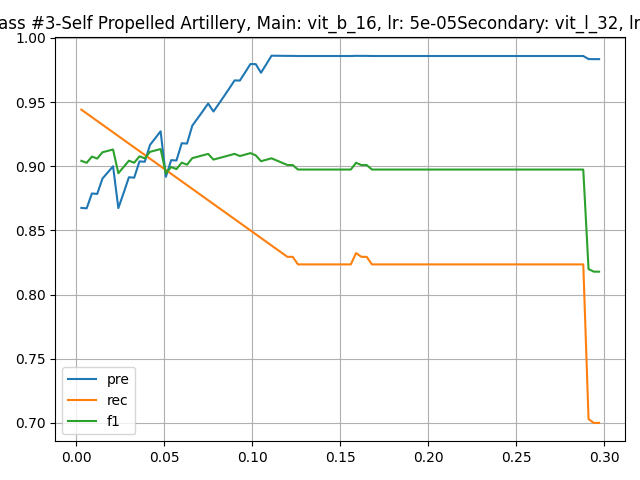 ass #3-Self Propelled Artillery, Main: vit_b_16, lr: 5e-05Secondary: vit_l_32, lr
1.00
0.95
0.90
0.85
0.80
0.75
0.70
pre
rec
f1
0.00 0.05 0.10 0.15 0.20 0.25 0.30